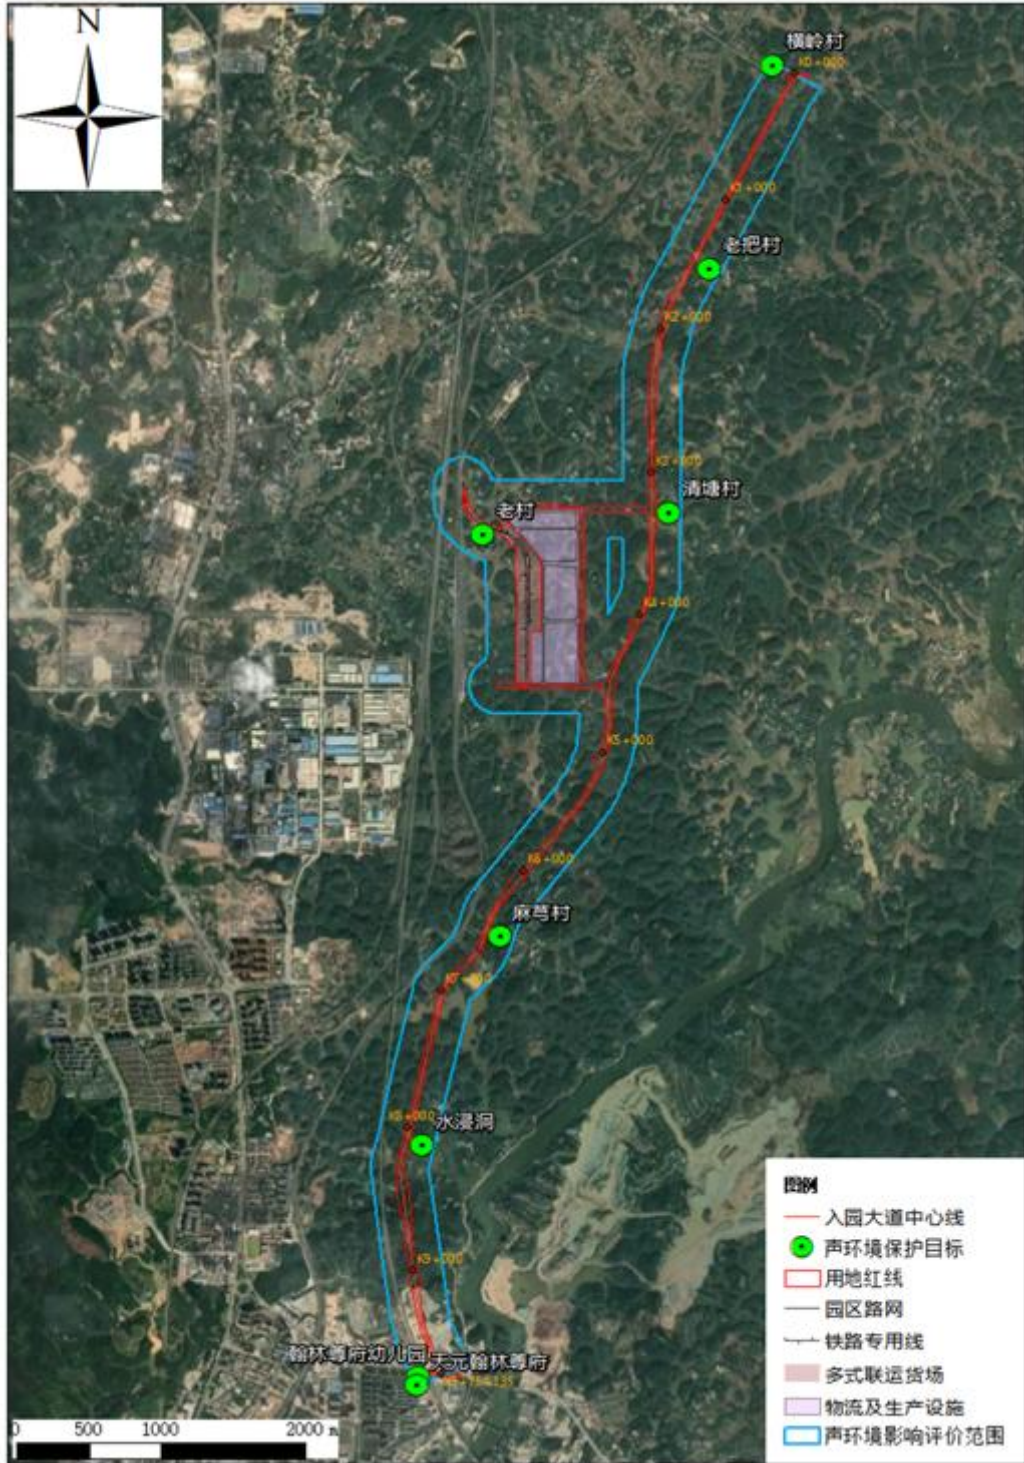 N
横岭村
K0+000
K1+000
老把村
K2+000
K3+000
清塘村
老村
K4+000
K5+000
K6+000
麻芎村
K7+000
K8+000
水浸洞
K9+000
翰林尊府幼儿园
天元翰林尊府
图例
入园大道中心线
声环境保护目标
用地红线
园区路网
铁路专用线
多式联运货场
物流及生产设施
声环境影响评价范围
0 500 1000 2000 m